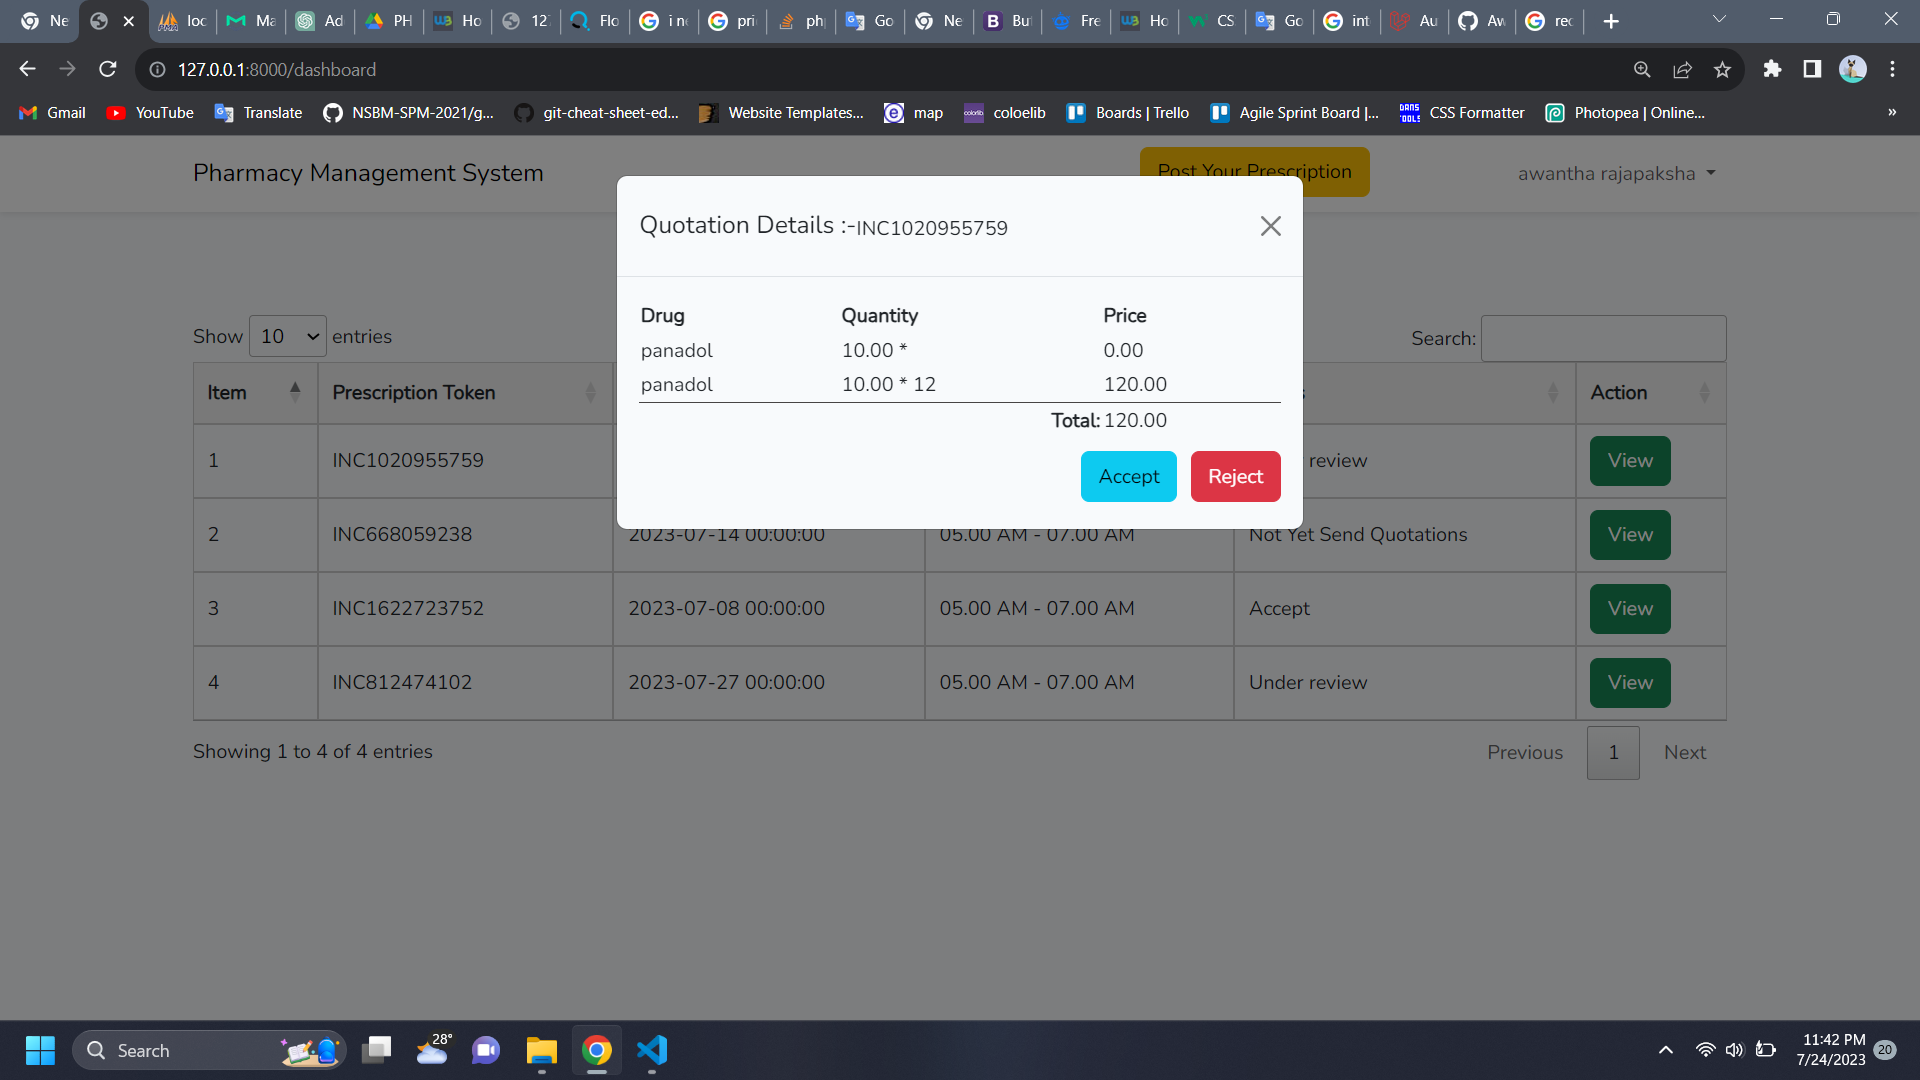 Ne
loc
Ma
Ad
PH
Ho
127
Flo
i ne
pri
php
Go
Ne
But
Fre
Ho
CS
Go
int
Au
Aw
rec
127.0.0.1:8000/dashboard
Gmail YouTube Translate NSBM-SPM-2021/g... git-cheat-sheet-ed... Website Templates... map coloelib Boards | Trello Agile Sprint Board |... CSS Formatter Photopea | Online... »
Pharmacy Management System Post Your Prescription awantha rajapaksha
Quotation Details :-INC1020955759
Drug Quantity Price
panadol 10.00 * 0.00
panadol 10.00 * 12 120.00
Total: 120.00
Accept Reject
Show 10 entries Search:
Item Prescription Token Action
1 INC1020955759 review View
2 INC668059238 2023-07-14 00:00:00 05.00 AM - 07.00 AM Not Yet Send Quotations View
3 INC1622723752 2023-07-08 00:00:00 05.00 AM - 07.00 AM Accept View
4 INC812474102 2023-07-27 00:00:00 05.00 AM - 07.00 AM Under review View
Showing 1 to 4 of 4 entries Previous 1 Next
Search 28° 11:42 PM
7/24/2023 20